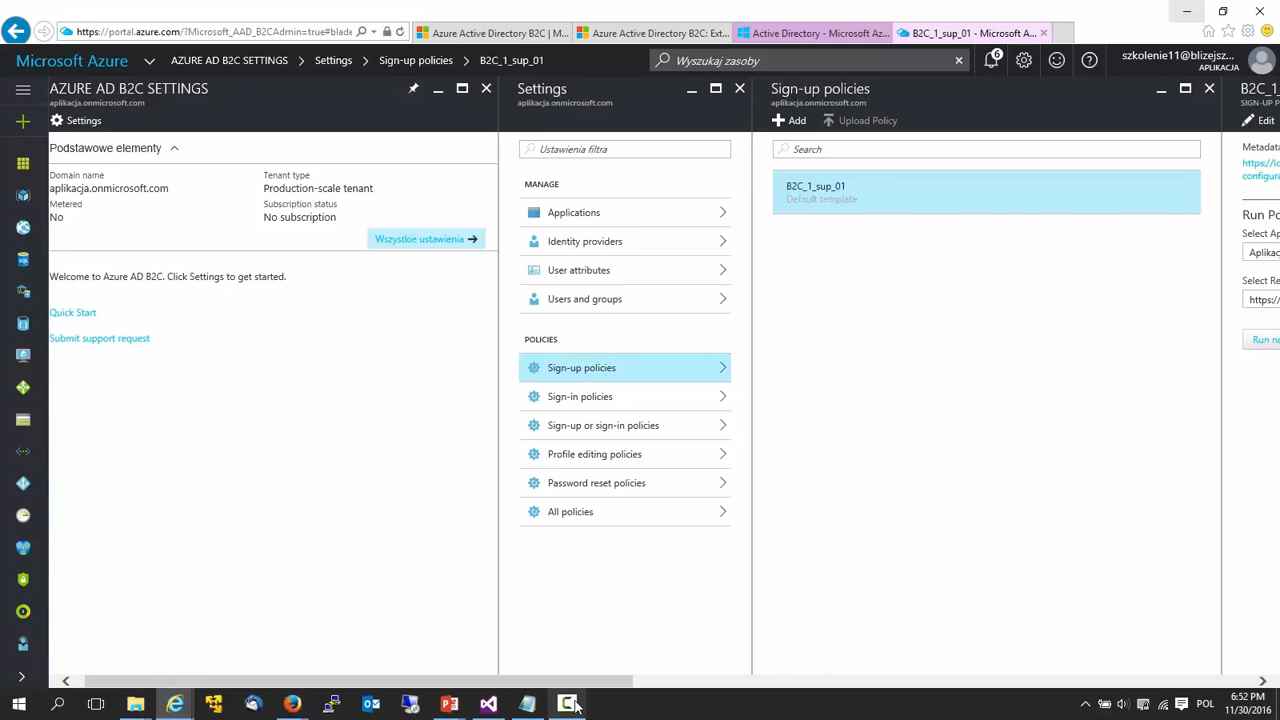 https://portal.azure.com/?Microsoft_AAD_B2CAdmin=true#blade
Azure Active Directory B2C | M...
Azure Active Directory B2C: Ext...
Active Directory - Microsoft Az...
B2C_1_sup_01 - Microsoft A...
Microsoft Azure
AZURE AD B2C SETTINGS
Settings
Sign-up policies
B2C_1_sup_01
Wyszukaj zasoby
6
szkolenie11@blizejsz...
APLIKACJA
AZURE AD B2C SETTINGS
aplikacja.onmicrosoft.com
Settings
Podstawowe elementy
Domain name
aplikacja.onmicrosoft.com
Tenant type
Production-scale tenant
Metered
No
Subscription status
No subscription
Wszystkie ustawienia
Welcome to Azure AD B2C. Click Settings to get started.
Quick Start
Submit support request
Settings
aplikacja.onmicrosoft.com
Ustawienia filtra
MANAGE
Applications
Identity providers
User attributes
Users and groups
POLICIES
Sign-up policies
Sign-in policies
Sign-up or sign-in policies
Profile editing policies
Password reset policies
All policies
Sign-up policies
aplikacja.onmicrosoft.com
Add
Upload Policy
Search
B2C_1_sup_01
Default template
B2C_1_
SIGN-UP P
Edit
Metadata
https://lo
configura
Run Po
Select Ap
Aplikac
Select Re
https://
Run no
POL
6:52 PM
11/30/2016